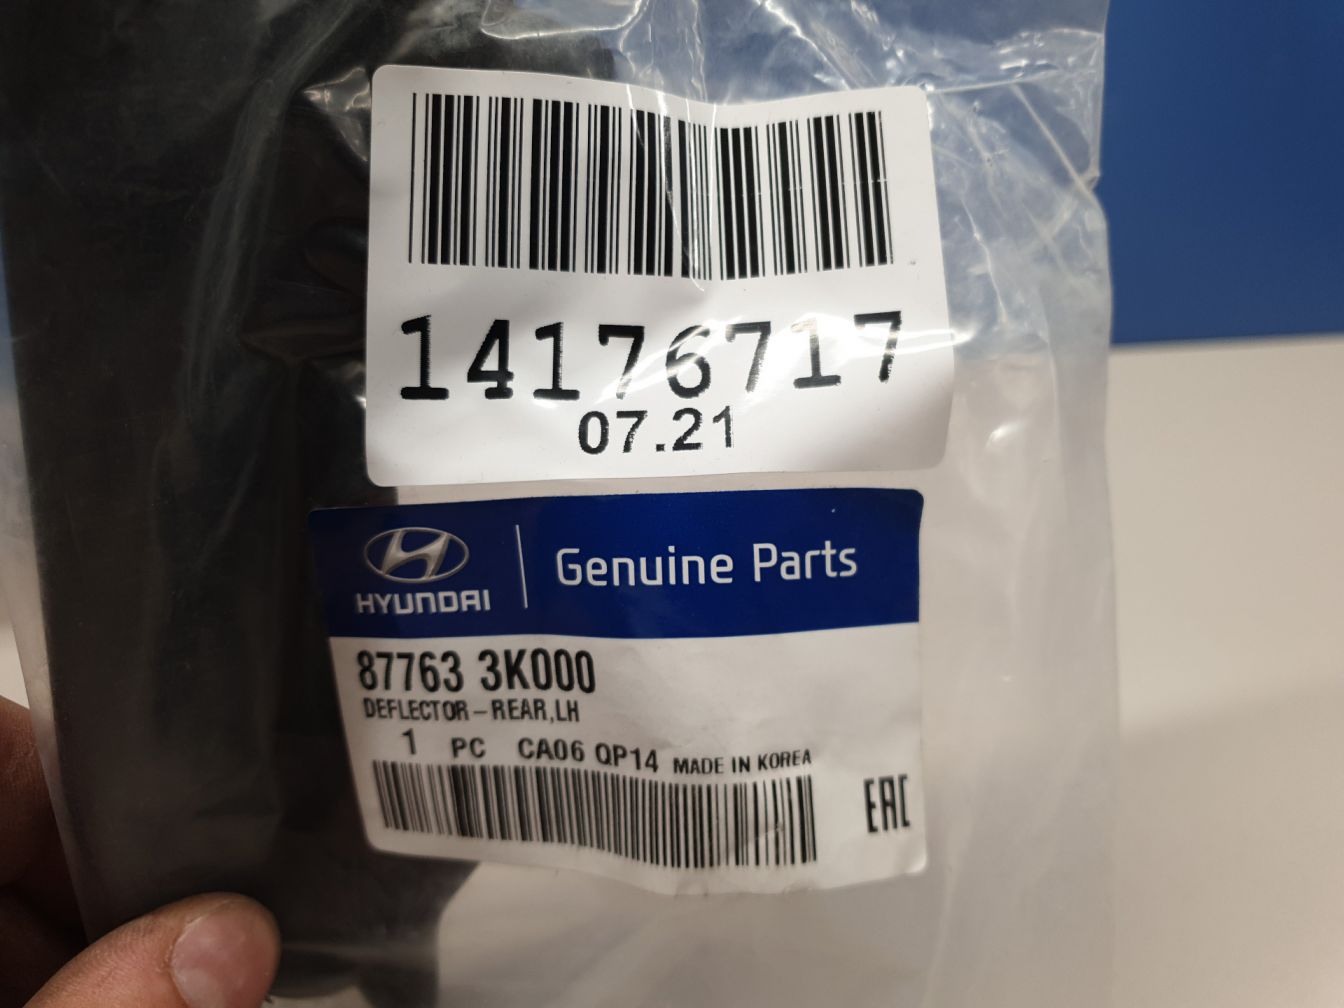 14176717
07.21
HYUNDAI
Genuine Parts
87763 3K000
DEFLECTOR-REAR,LH
1 PC CA06 QP14 MADE IN KOREA
EAC